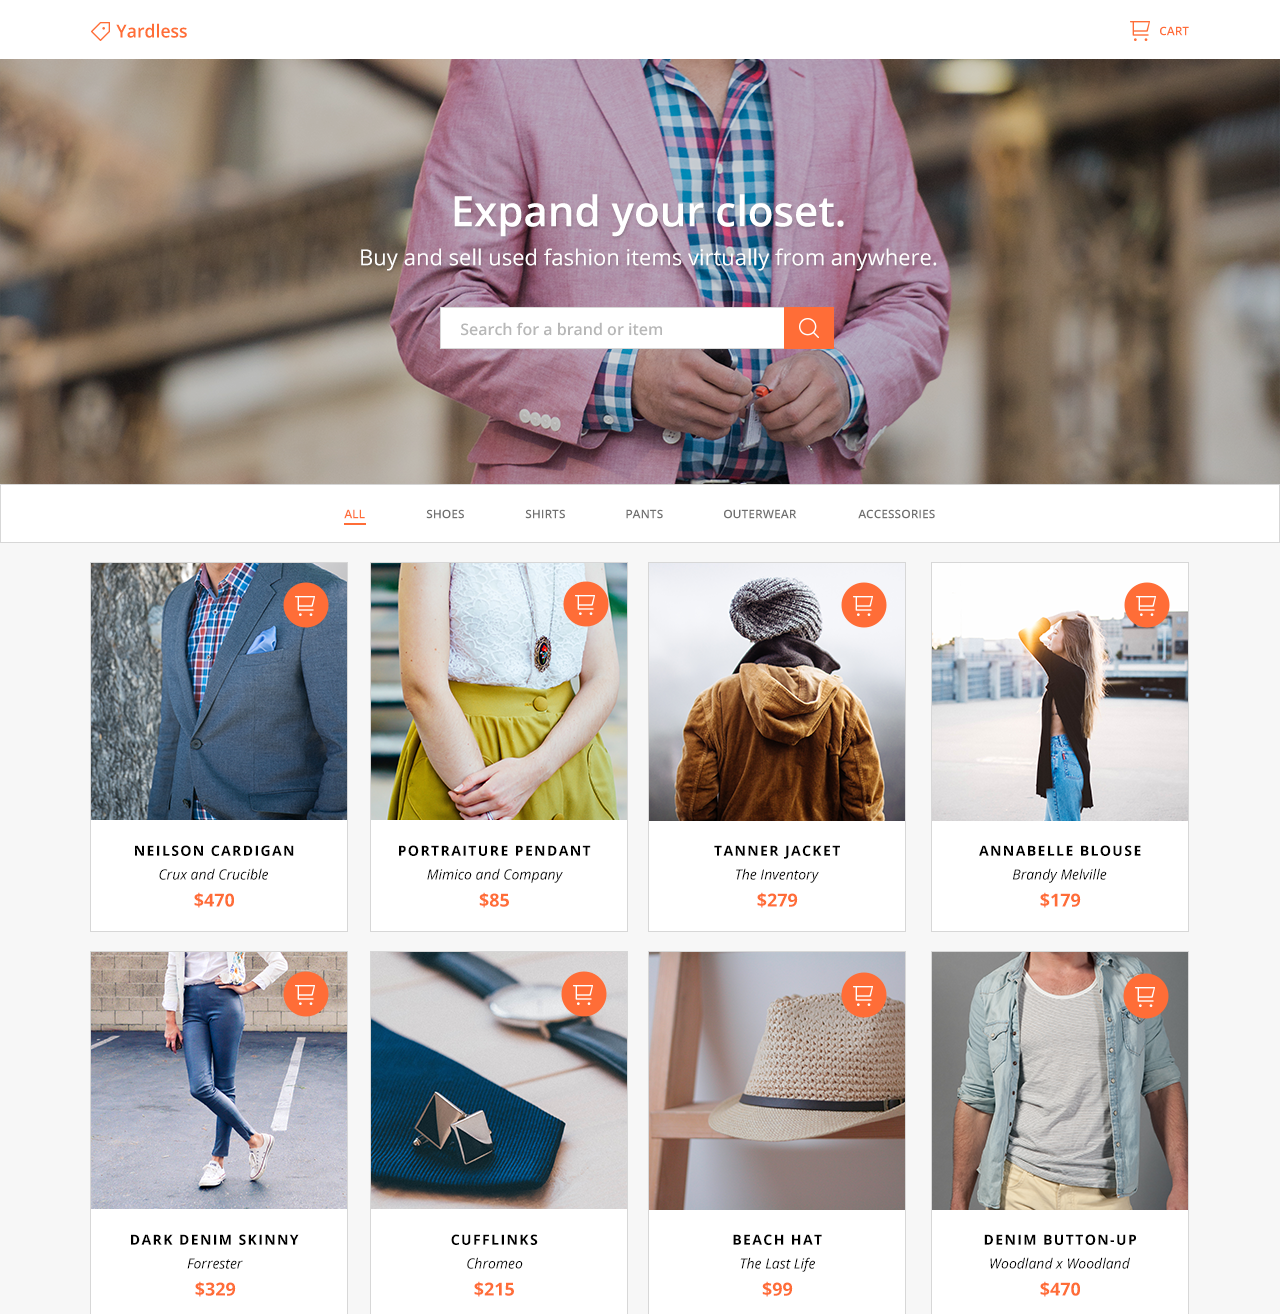 Yardless
CART
Expand your closet.
Buy and sell used fashion items virtually from anywhere.
Search for a brand or item
ALL SHOES SHIRTS PANTS OUTERWEAR ACCESSORIES
NEILSON CARDIGAN
Crux and Crucible
$470
PORTRAITURE PENDANT
Mimico and Company
$85
TANNER JACKET
The Inventory
$279
ANNABELLE BLOUSE
Brandy Melville
$179
DARK DENIM SKINNY
Forrester
$329
CUFFLINKS
Chromeo
$215
BEACH HAT
The Last Life
$99
DENIM BUTTON-UP
Woodland x Woodland
$470